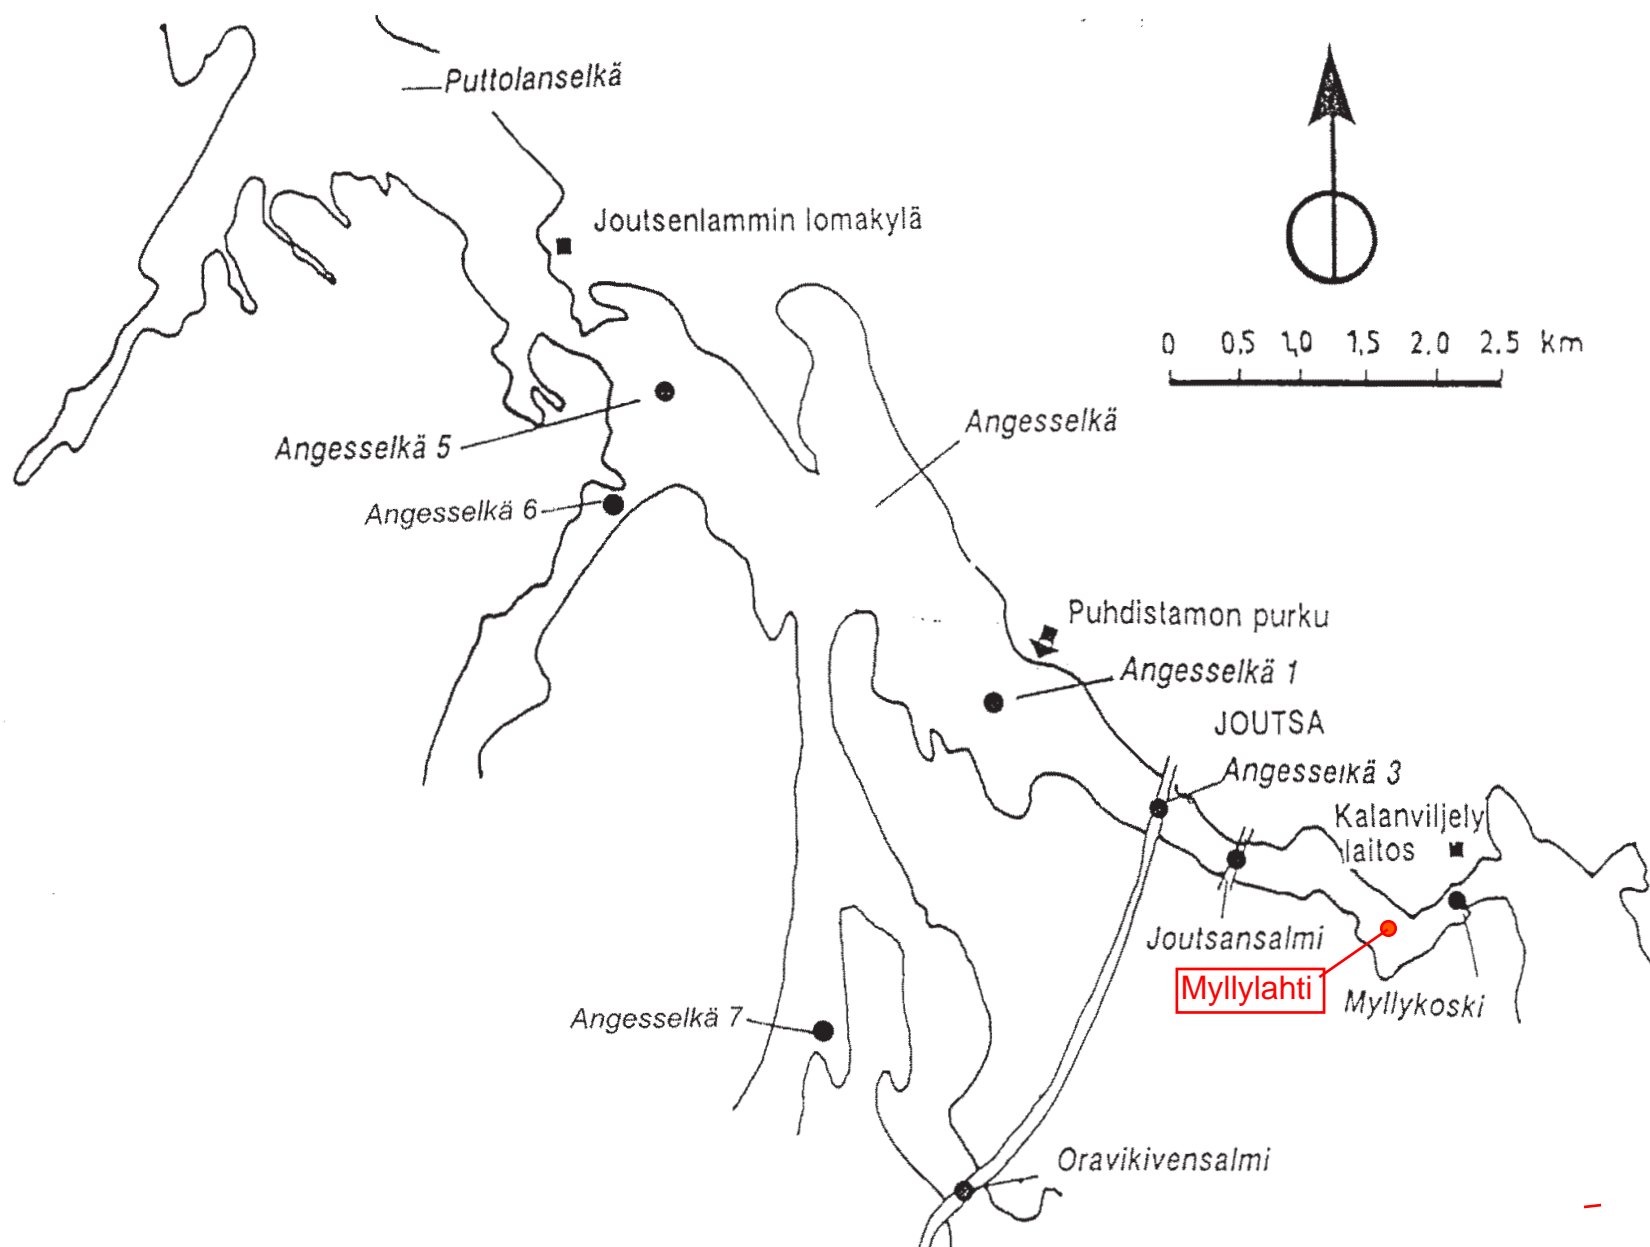 Puttolanselkä
Joutsenlammin lomakylä
0 0,5 1,0 1,5 2.0 2.5 km
Angesselkä
Angesselkä 5
Angesselkä 6
Puhdistamon purku
Angesselkä 1
JOUTSA
Angesselkä 3
Kalanviljely
laitos
Joutsansalmi
Myllylahti
Myllykoski
Angesselkä 7
Oravikivensalmi